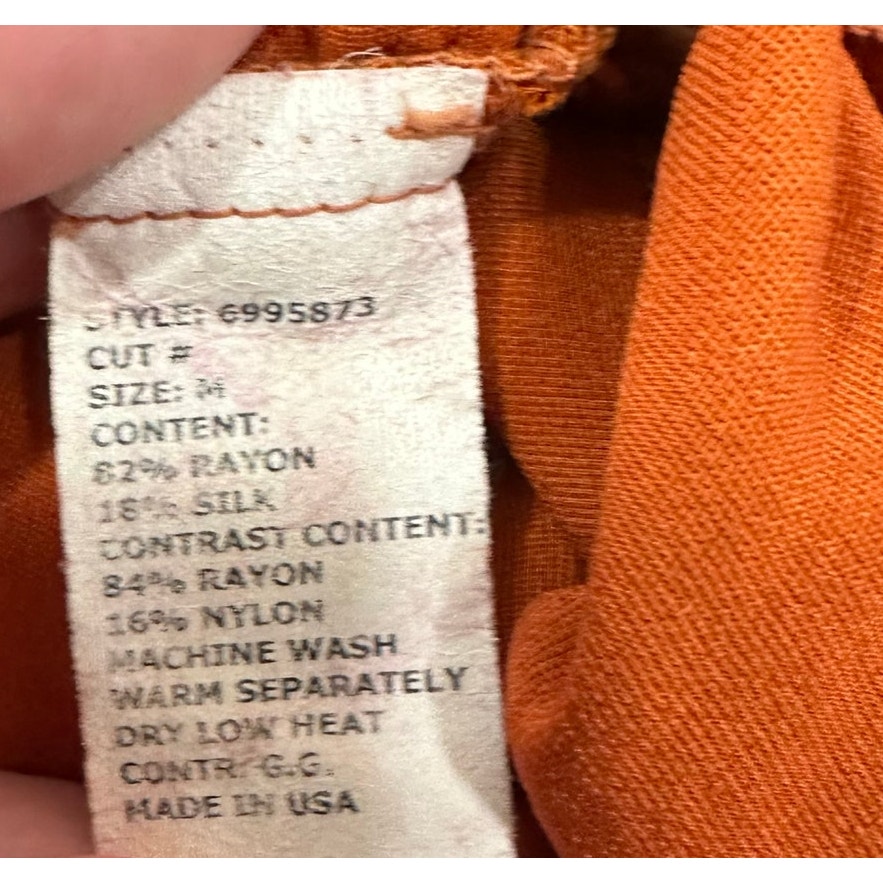 STYLE: 6995873
CUT #
SIZE: M
CONTENT:
82% RAYON
18% SILK
CONTRAST CONTENT:
84% RAYON
16% NYLON
MACHINE WASH
WARM SEPARATELY
DRY LOW HEAT
CONTR: G.G.
MADE IN USA